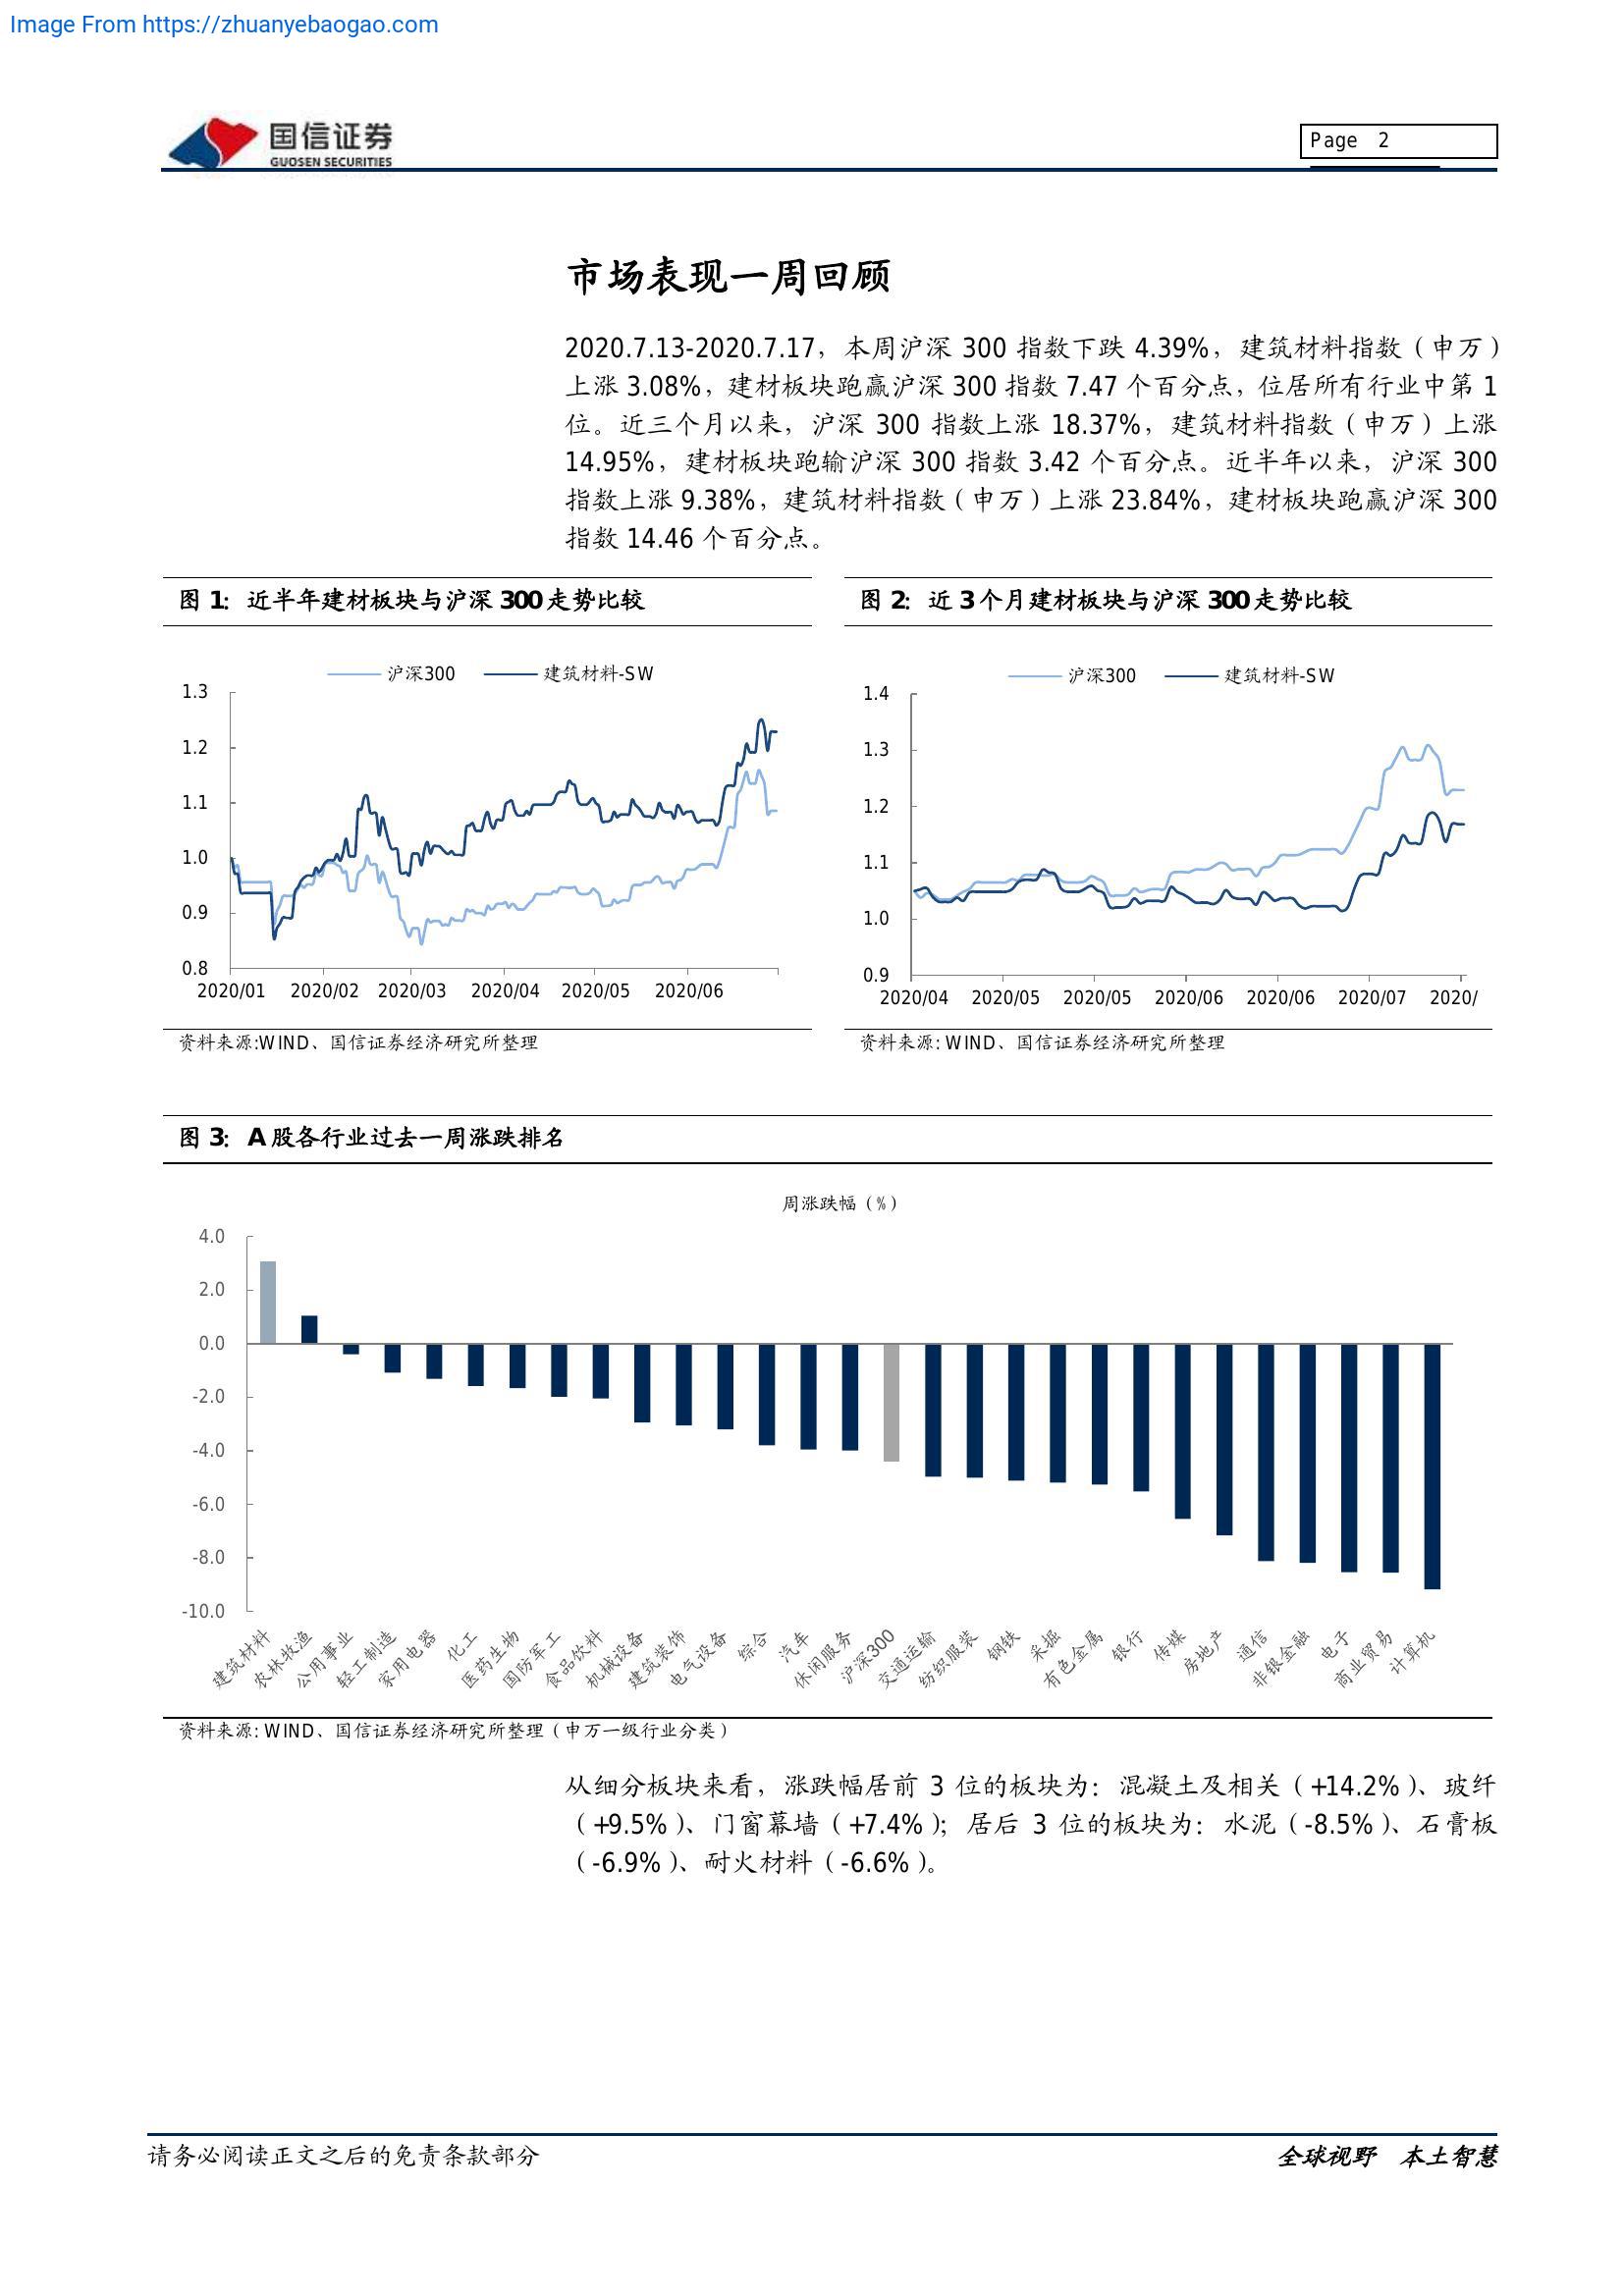 Image From https://zhuanyebaogao.com
国信证券
GUOSEN SECURITIES
Page 2
市场表现一周回顾
2020.7.13-2020.7.17，本周沪深 300 指数下跌 4.39%，建筑材料指数（申万）
上涨 3.08%，建材板块跑赢沪深 300 指数 7.47 个百分点，位居所有行业中第 1
位。近三个月以来，沪深 300 指数上涨 18.37%，建筑材料指数（申万）上涨
14.95%，建材板块跑输沪深 300 指数 3.42 个百分点。近半年以来，沪深 300
指数上涨 9.38%，建筑材料指数（申万）上涨 23.84%，建材板块跑赢沪深 300
指数 14.46 个百分点。
图 1：近半年建材板块与沪深 300 走势比较
沪深300 建筑材料-SW
1.3
1.2
1.1
1.0
0.9
0.8
2020/01 2020/02 2020/03 2020/04 2020/05 2020/06
资料来源:WIND、国信证券经济研究所整理
图 2：近 3 个月建材板块与沪深 300 走势比较
沪深300 建筑材料-SW
1.4
1.3
1.2
1.1
1.0
0.9
2020/04 2020/05 2020/05 2020/06 2020/06 2020/07 2020/
资料来源: WIND、国信证券经济研究所整理
图 3：A 股各行业过去一周涨跌排名
周涨跌幅（%）
4.0
2.0
0.0
-2.0
-4.0
-6.0
-8.0
-10.0
建筑材料 农林牧渔 公用事业 轻工制造 家用电器 化工 医药生物 国防军工 食品饮料 机械设备 建筑装饰 电气设备 综合 汽车 休闲服务 沪深300 交通运输 纺织服装 钢铁 采掘 有色金属 银行 传媒 房地产 通信 非银金融 电子 商业贸易 计算机
资料来源: WIND、国信证券经济研究所整理（申万一级行业分类）
从细分板块来看，涨跌幅居前 3 位的板块为：混凝土及相关（+14.2%）、玻纤
（+9.5%）、门窗幕墙（+7.4%）；居后 3 位的板块为：水泥（-8.5%）、石膏板
（-6.9%）、耐火材料（-6.6%）。
请务必阅读正文之后的免责条款部分
全球视野 本土智慧